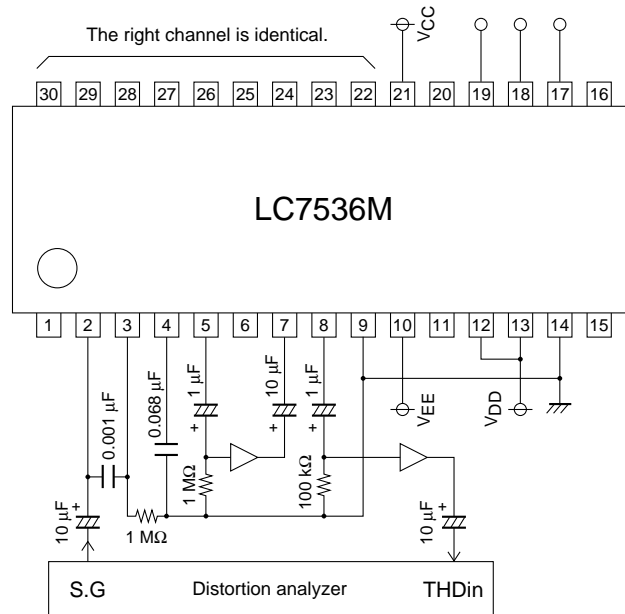 The right channel is identical.
VCC
30 29 28 27 26 25 24 23 22 21 20 19 18 17 16
LC7536M
1 2 3 4 5 6 7 8 9 10 11 12 13 14 15
1 µF
10 µF
1 µF
0.068 µF
0.001 µF
+
+
+
VEE
VDD
1 MΩ
100 kΩ
10 µF +
1 MΩ
10 µF +
S.G Distortion analyzer THDin